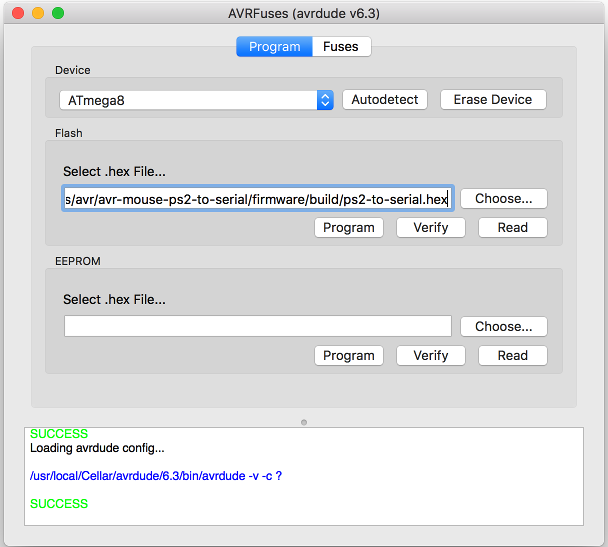 AVRFuses (avrdude v6.3)
Program Fuses
Device
ATmega8 Autodetect Erase Device
Flash
Select .hex File...
s/avr/avr-mouse-ps2-to-serial/firmware/build/ps2-to-serial.hex Choose...
Program Verify Read
EEPROM
Select .hex File...
Choose...
Program Verify Read
SUCCESS
Loading avrdude config...
/usr/local/Cellar/avrdude/6.3/bin/avrdude -v -c ?
SUCCESS